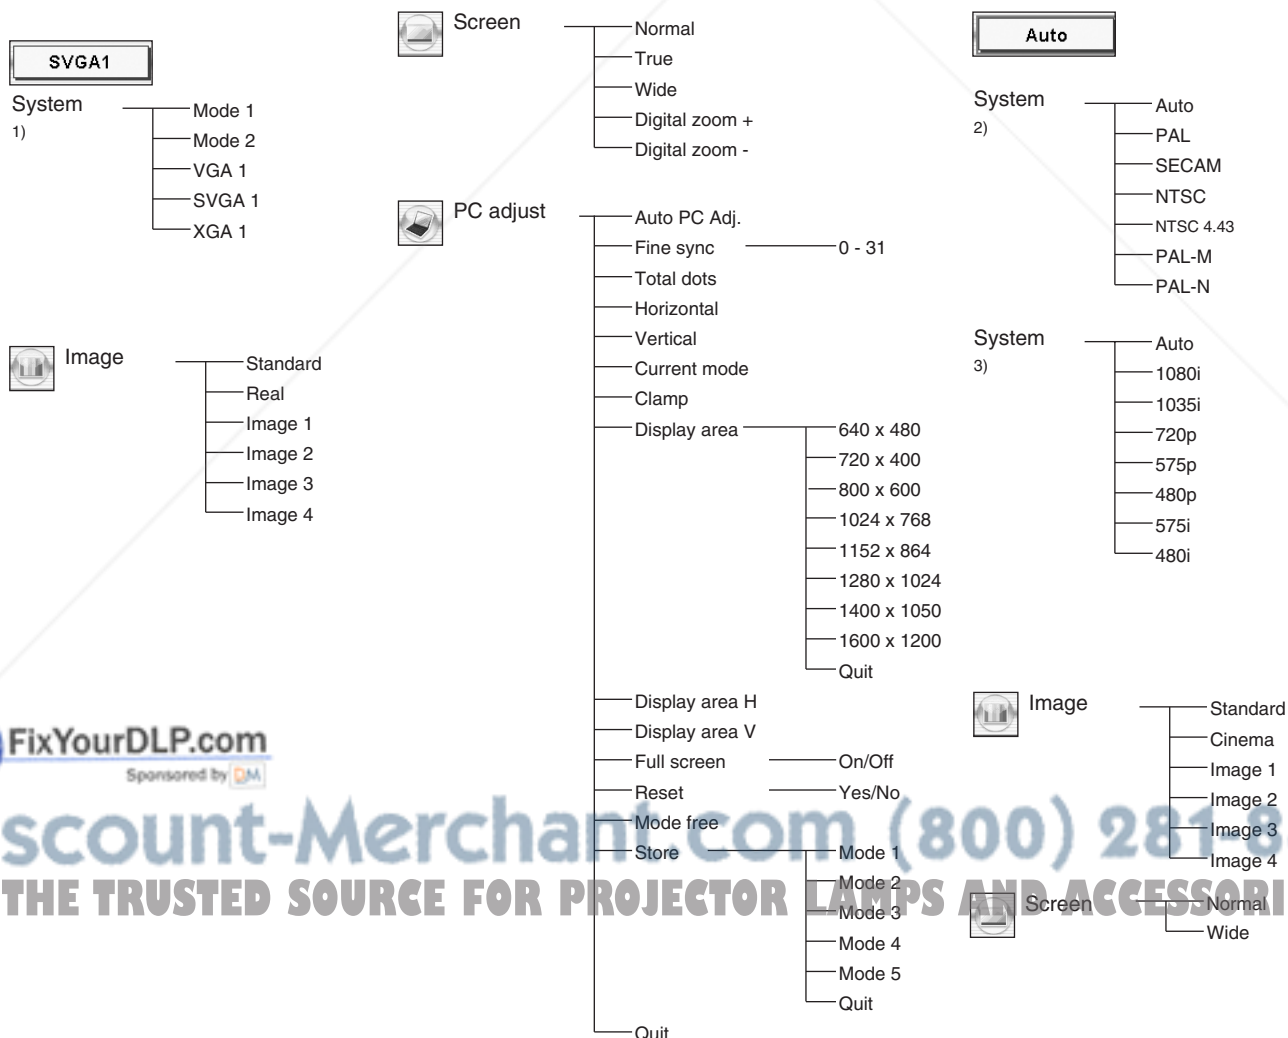 SVGA1
System
1)
Mode 1
Mode 2
VGA 1
SVGA 1
XGA 1
Image
Standard
Real
Image 1
Image 2
Image 3
Image 4
Screen
Normal
True
Wide
Digital zoom +
Digital zoom -
PC adjust
Auto PC Adj.
Fine sync
0 - 31
Total dots
Horizontal
Vertical
Current mode
Clamp
Display area
640 x 480
720 x 400
800 x 600
1024 x 768
1152 x 864
1280 x 1024
1400 x 1050
1600 x 1200
Quit
Display area H
Display area V
Full screen
On/Off
Reset
Yes/No
Mode free
Store
Mode 1
Mode 2
Mode 3
Mode 4
Mode 5
Quit
Quit
Auto
System
2)
Auto
PAL
SECAM
NTSC
NTSC 4.43
PAL-M
PAL-N
System
3)
Auto
1080i
1035i
720p
575p
480p
575i
480i
Image
Standard
Cinema
Image 1
Image 2
Image 3
Image 4
Screen
Normal
Wide
FixYourDLP.com
Sponsored by DM
scount-Merchant.com (800) 281-8
THE TRUSTED SOURCE FOR PROJECTOR LAMPS AND ACCESSORI